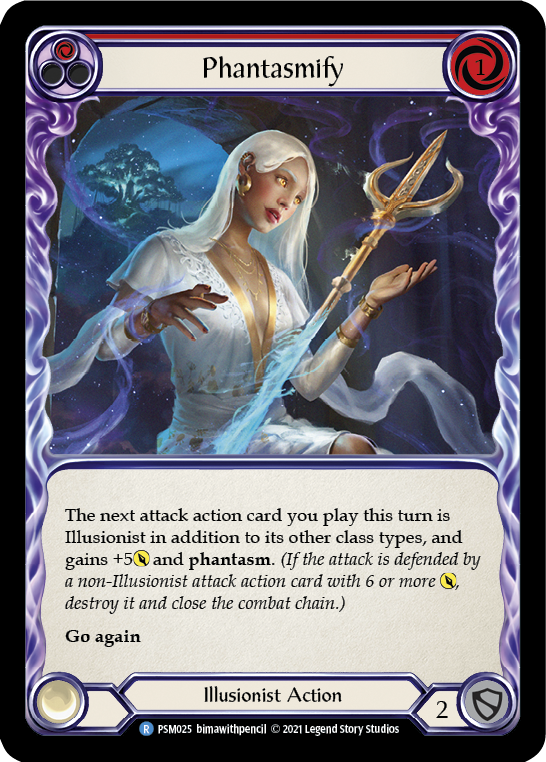 Phantasmify
1
The next attack action card you play this turn is
Illusionist in addition to its other class types, and
gains +5 and phantasm. (If the attack is defended by
a non-Illusionist attack action card with 6 or more ,
destroy it and close the combat chain.)
Go again
Illusionist Action
2
R PSM025 bimawithpencil © 2021 Legend Story Studios